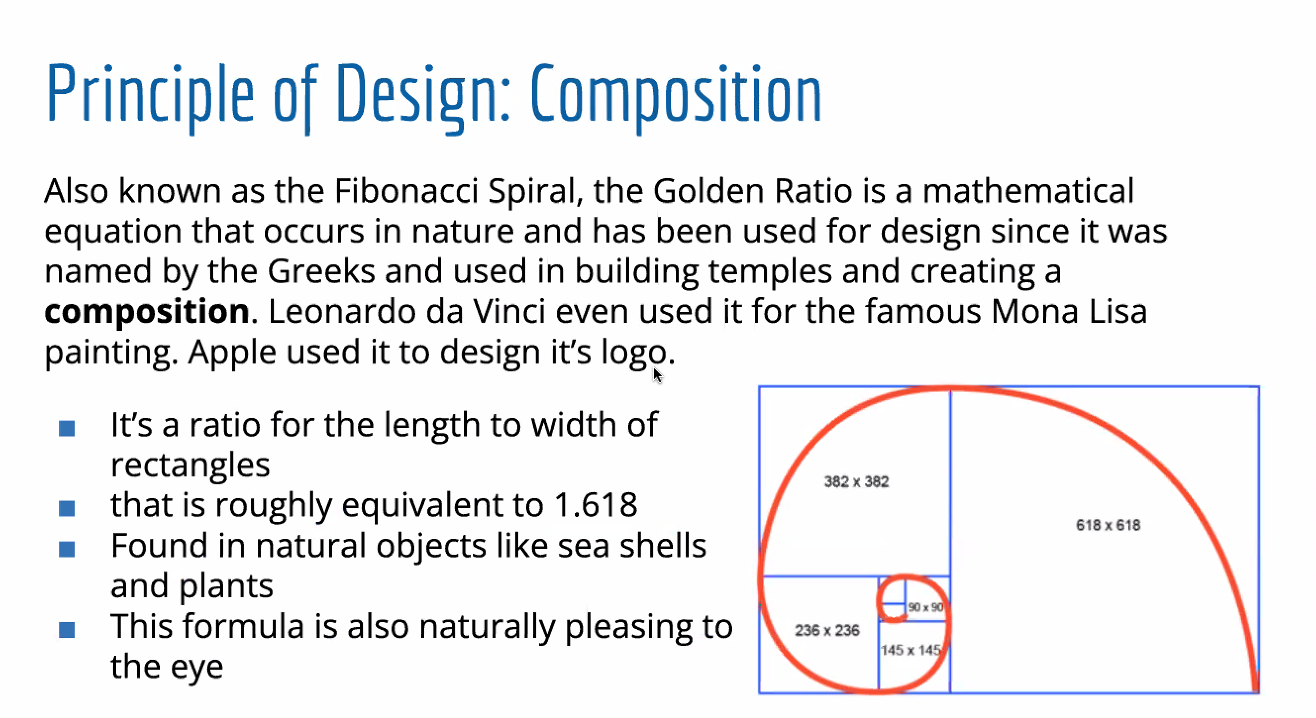 Principle of Design: Composition
Also known as the Fibonacci Spiral, the Golden Ratio is a mathematical
equation that occurs in nature and has been used for design since it was
named by the Greeks and used in building temples and creating a
composition. Leonardo da Vinci even used it for the famous Mona Lisa
painting. Apple used it to design it’s logo.
It’s a ratio for the length to width of
rectangles
that is roughly equivalent to 1.618
Found in natural objects like sea shells
and plants
This formula is also naturally pleasing to
the eye
382 x 382
618 x 618
90 x 90
236 x 236
145 x 145